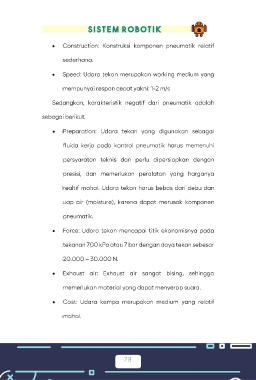 SISTEM ROBOTIK
• Construction: Konstruksi komponen pneumatik relatif
sederhana.
• Speed: Udara tekan merupakan working medium yang
mempunyai respon cepat yakni: 1-2 m/s
Sedangkan, karakteristik negatif dari pneumatik adalah
sebagai berikut.
• Preparation: Udara tekan yang digunakan sebagai
fluida kerja pada kontrol pneumatik harus memenuhi
persyaratan teknis dan perlu dipersiapkan dengan
presisi, dan memerlukan peralatan yang harganya
relatif mahal. Udara tekan harus bebas dari debu dan
uap air (moisture), karena dapat merusak komponen
pneumatik.
• Force: Udara tekan mencapai titik ekonomisnya pada
tekanan 700 kPa atau 7 bar dengan daya tekan sebesar
20.000 – 30.000 N.
• Exhaust air: Exhaust air sangat bising, sehingga
memerlukan material yang dapat menyerap suara.
• Cost: Udara kempa merupakan medium yang relatif
mahal.